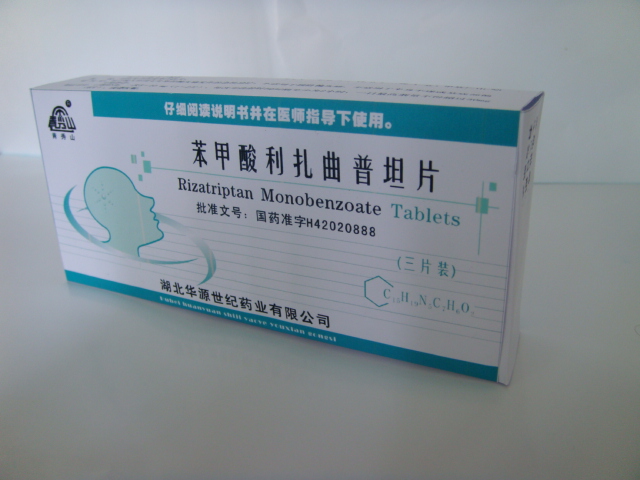 仔细阅读说明书并在医师指导下使用。
苯甲酸利扎曲普坦片
Rizatriptan Monobenzoate Tablets
批准文号：国药准字H42020888
(三片装)
C₁₅H₁₉N₅C₇H₆O₂
湖北华源世纪药业有限公司